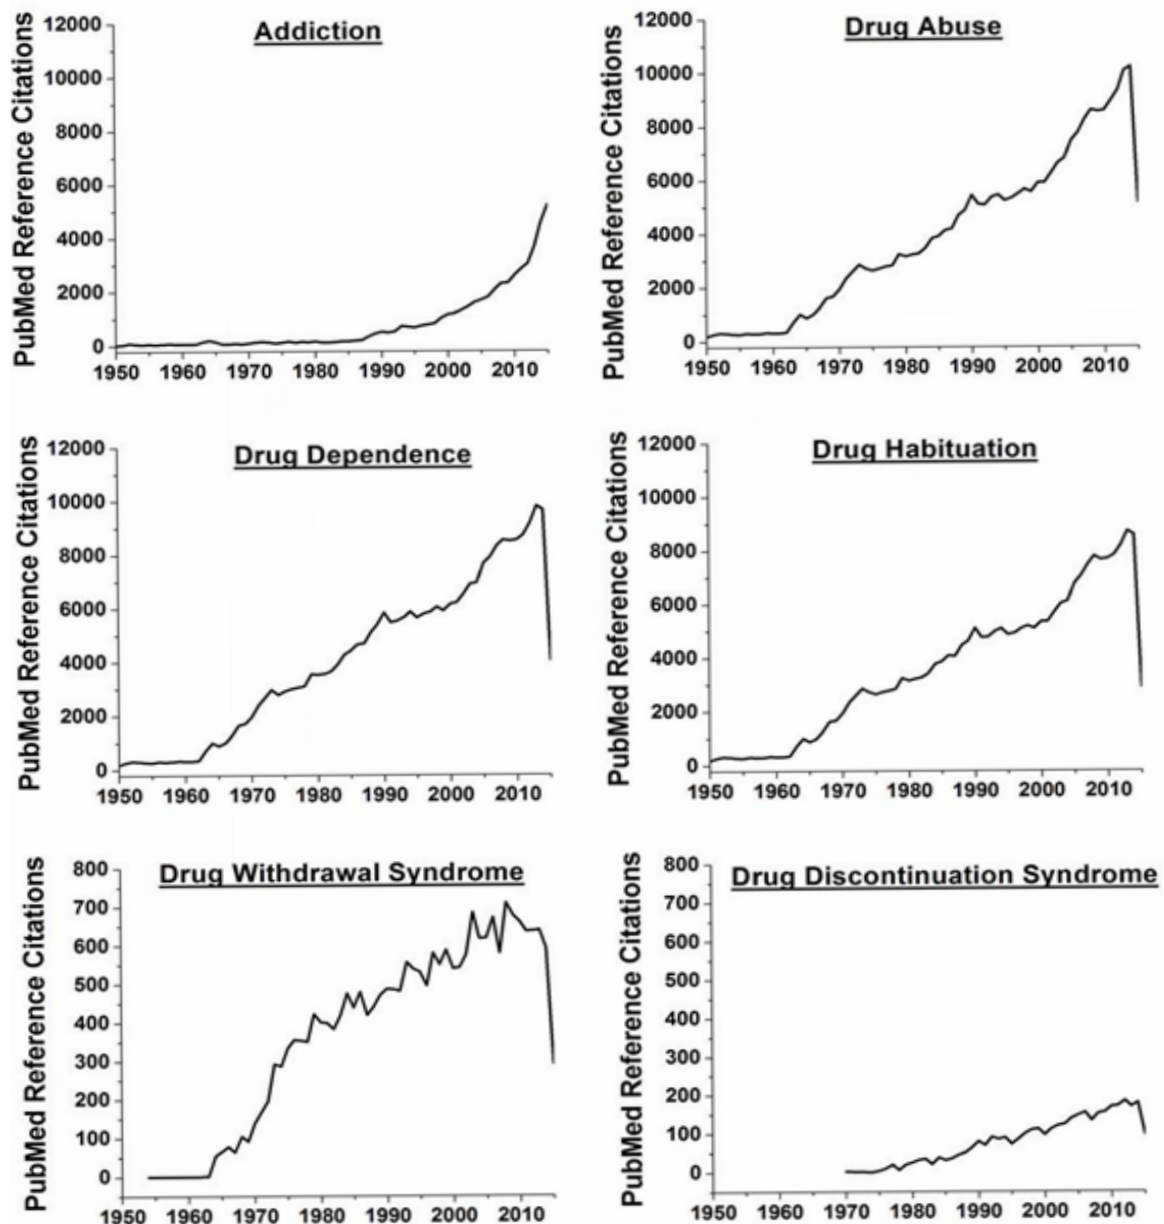 Addiction
PubMed Reference Citations
12000
10000
8000
6000
4000
2000
0
1950 1960 1970 1980 1990 2000 2010
Drug Abuse
PubMed Reference Citations
12000
10000
8000
6000
4000
2000
0
1950 1960 1970 1980 1990 2000 2010
Drug Dependence
PubMed Reference Citations
12000
10000
8000
6000
4000
2000
0
1950 1960 1970 1980 1990 2000 2010
Drug Habituation
PubMed Reference Citations
12000
10000
8000
6000
4000
2000
0
1950 1960 1970 1980 1990 2000 2010
Drug Withdrawal Syndrome
PubMed Reference Citations
800
700
600
500
400
300
200
100
0
1950 1960 1970 1980 1990 2000 2010
Drug Discontinuation Syndrome
PubMed Reference Citations
800
700
600
500
400
300
200
100
0
1950 1960 1970 1980 1990 2000 2010